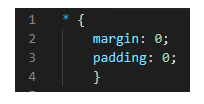 1 * {
2 margin: 0;
3 padding: 0;
4 }